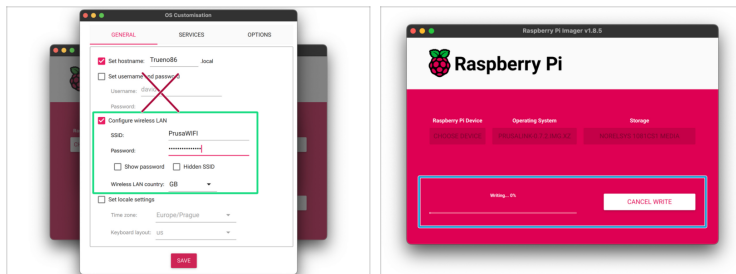 OS Customisation
GENERAL SERVICES OPTIONS
Set hostname: Trueno86 .local
Set username and password
Username: david
Password:
Configure wireless LAN
SSID: PrusaWIFI
Password: ••••••••••••••••
Show password Hidden SSID
Wireless LAN country: GB
Set locale settings
Time zone: Europe/Prague
Keyboard layout: us
SAVE
Raspberry Pi Imager v1.8.5
Raspberry Pi
Raspberry Pi Device Operating System Storage
CHOOSE DEVICE
Writing... 0%
CANCEL WRITE